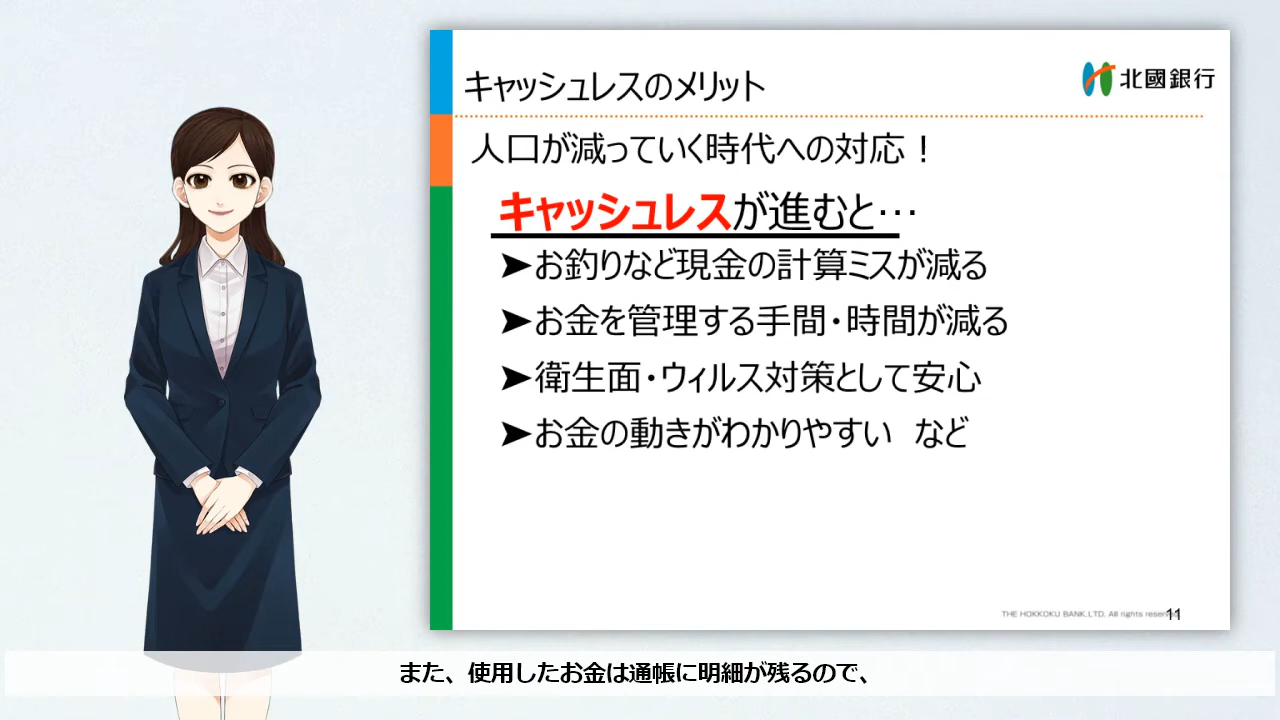 キャッシュレスのメリット
北國銀行
人口が減っていく時代への対応！
キャッシュレスが進むと…
➤お釣りなど現金の計算ミスが減る
➤お金を管理する手間・時間が減る
➤衛生面・ウィルス対策として安心
➤お金の動きがわかりやすい など
THE HOKKOKU BANK.LTD. All rights
11
また、使用したお金は通帳に明細が残るので、